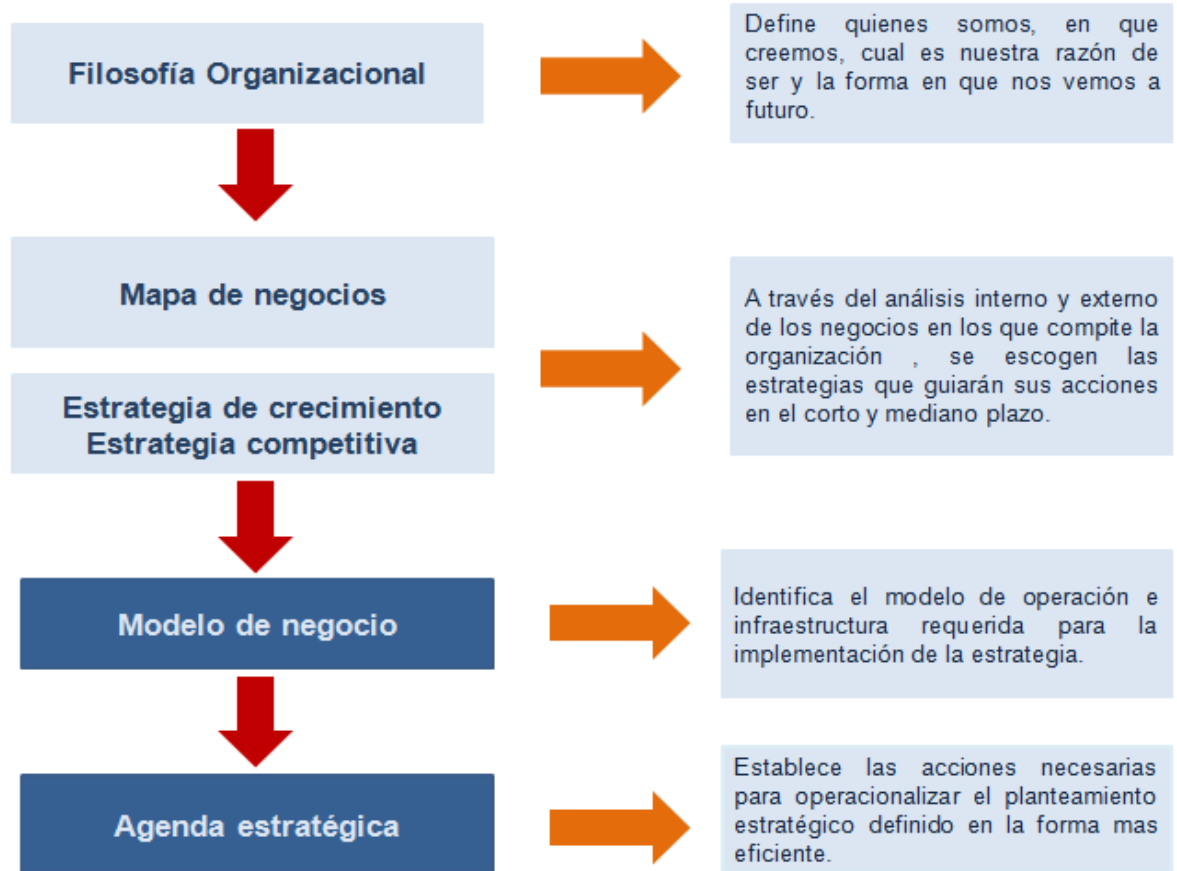 Filosofía Organizacional
Define quienes somos, en que
creemos, cual es nuestra razón de
ser y la forma en que nos vemos a
futuro.
Mapa de negocios
Estrategia de crecimiento
Estrategia competitiva
A través del análisis interno y externo
de los negocios en los que compite la
organización , se escogen las
estrategias que guiarán sus acciones
en el corto y mediano plazo.
Modelo de negocio
Identifica el modelo de operación e
infraestructura requerida para la
implementación de la estrategia.
Agenda estratégica
Establece las acciones necesarias
para operacionalizar el planteamiento
estratégico definido en la forma mas
eficiente.